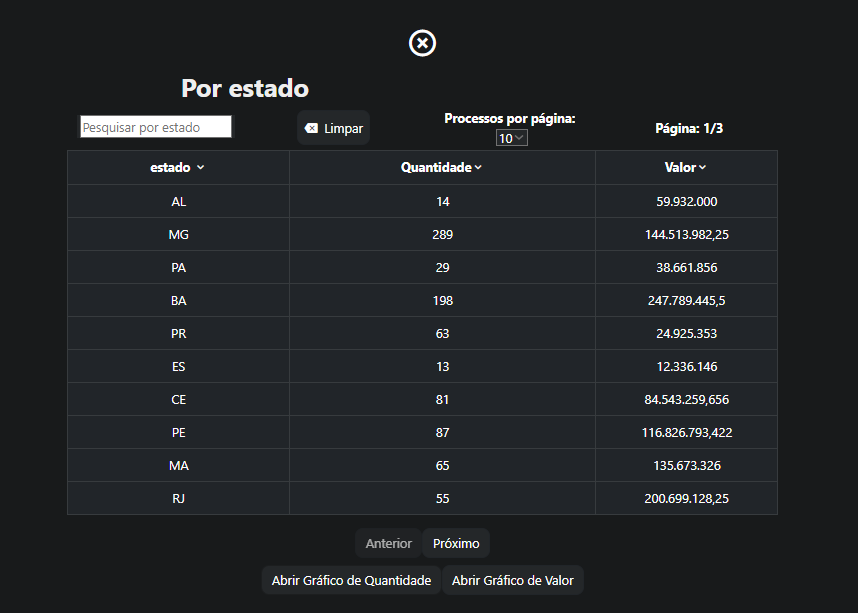 Por estado
Pesquisar por estado
Limpar
Processos por página:
10
Página: 1/3
estado Quantidade Valor
AL 14 59.932.000
MG 289 144.513.982,25
PA 29 38.661.856
BA 198 247.789.445,5
PR 63 24.925.353
ES 13 12.336.146
CE 81 84.543.259,656
PE 87 116.826.793,422
MA 65 135.673.326
RJ 55 200.699.128,25
Anterior Próximo
Abrir Gráfico de Quantidade Abrir Gráfico de Valor